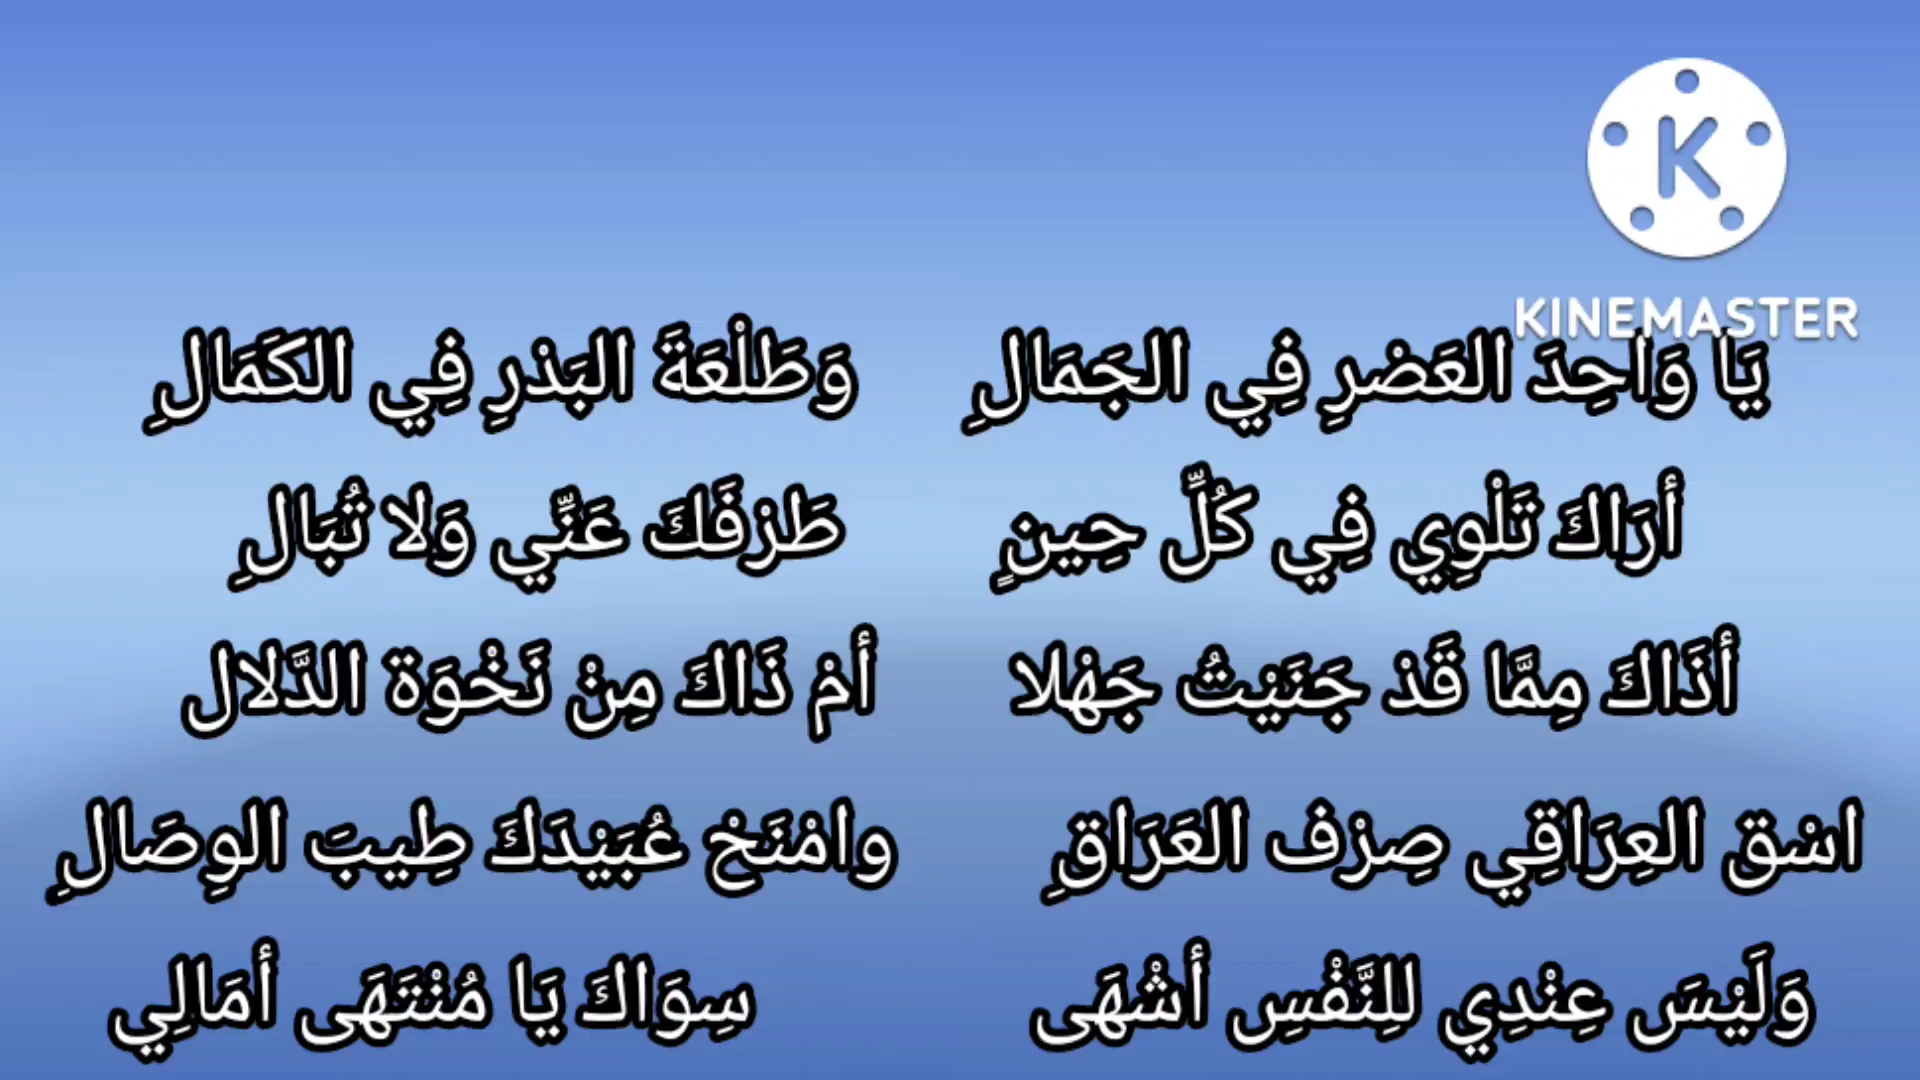 KINEMASTER
يَا وَاحِدَ العَصْرِ فِي الجَمَالِ وَطَلْعَةَ البَدْرِ فِي الكَمَالِ
أرَاكَ تَلْوِي فِي كُلِّ حِينٍ طَرْفَكَ عَنِّي وَلا تُبَالِ
أذَاكَ مِمَّا قَدْ جَنَيْتُ جَهْلا أمْ ذَاكَ مِنْ نَخْوَة الدَّلال
اسْق العِرَاقِي صِرْف العَرَاقِ وامْنَحْ عُبَيْدَكَ طِيبَ الوِصَالِ
وَلَيْسَ عِنْدِي للِنَّفْسِ أشْهَى سِوَاكَ يَا مُنْتَهَى أمَالِي